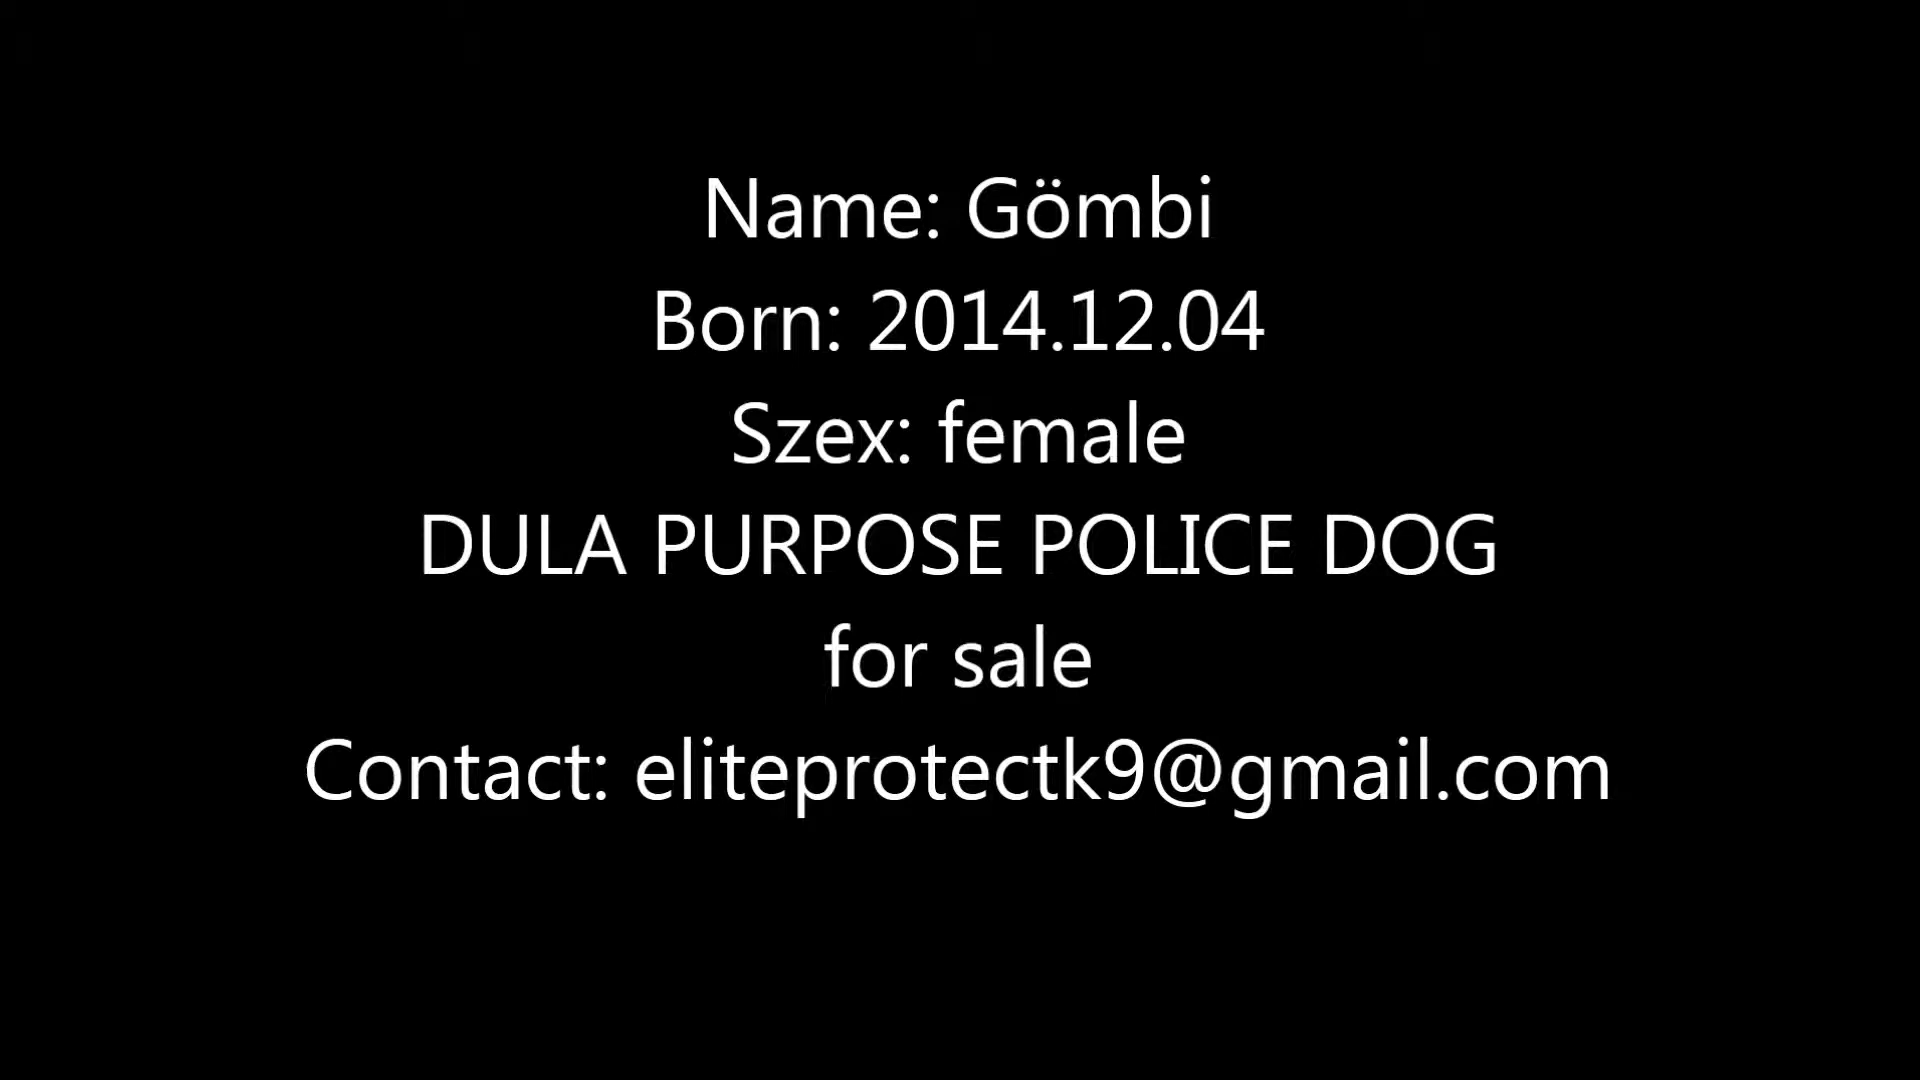 Name: Gömbi
Born: 2014.12.04
Szex: female
DULA PURPOSE POLICE DOG
for sale
Contact: eliteprotectk9@gmail.com